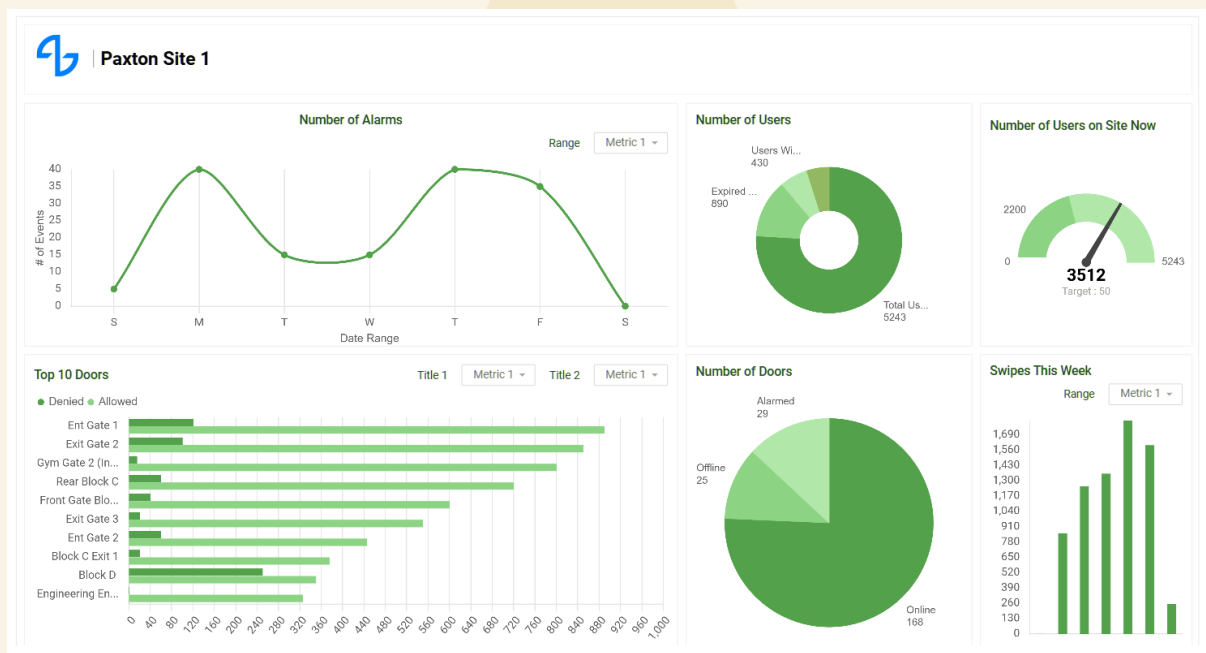 Paxton Site 1
Number of Alarms
Range Metric 1
40
35
30
25
20
15
10
5
0
# of Events
S M T W T F S
Date Range
Number of Users
Users Wi...
430
Expired ...
890
Total Us...
5243
Number of Users on Site Now
2200
0
5243
3512
Target : 50
Top 10 Doors
Title 1 Metric 1 Title 2 Metric 1
Denied Allowed
Ent Gate 1
Exit Gate 2
Gym Gate 2 (In...
Rear Block C
Front Gate Blo...
Exit Gate 3
Ent Gate 2
Block C Exit 1
Block D
Engineering En...
0 40 80 120 160 200 240 280 320 360 400 440 480 520 560 600 640 680 720 760 800 840 880 920 960 1,000
Number of Doors
Alarmed
29
Offline
25
Online
168
Swipes This Week
Range Metric 1
1,690
1,560
1,430
1,300
1,170
1,040
910
780
650
520
390
260
130
0